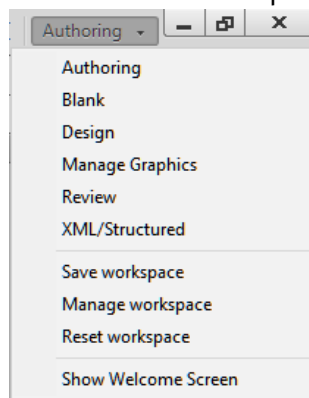 Authoring
Authoring
Blank
Design
Manage Graphics
Review
XML/Structured
Save workspace
Manage workspace
Reset workspace
Show Welcome Screen